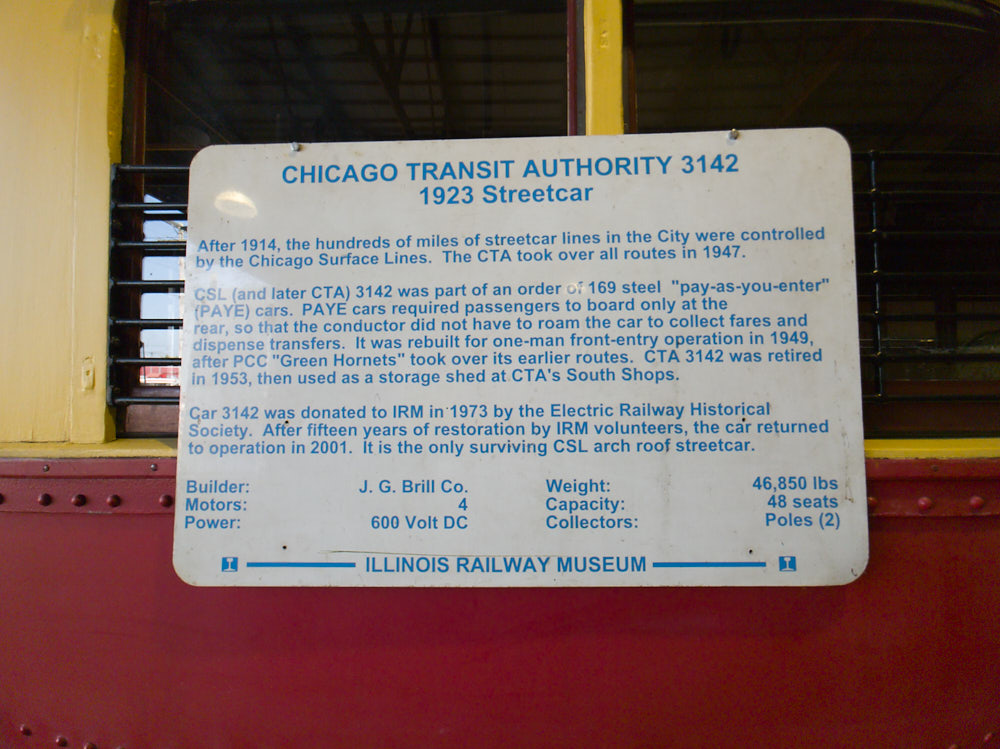 CHICAGO TRANSIT AUTHORITY 3142
1923 Streetcar
After 1914, the hundreds of miles of streetcar lines in the City were controlled
by the Chicago Surface Lines. The CTA took over all routes in 1947.
CSL (and later CTA) 3142 was part of an order of 169 steel "pay-as-you-enter"
(PAYE) cars. PAYE cars required passengers to board only at the
rear, so that the conductor did not have to roam the car to collect fares and
dispense transfers. It was rebuilt for one-man front-entry operation in 1949,
after PCC "Green Hornets" took over its earlier routes. CTA 3142 was retired
in 1953, then used as a storage shed at CTA's South Shops.
Car 3142 was donated to IRM in 1973 by the Electric Railway Historical
Society. After fifteen years of restoration by IRM volunteers, the car returned
to operation in 2001. It is the only surviving CSL arch roof streetcar.
Builder: J. G. Brill Co. Weight: 46,850 lbs
Motors: 4 Capacity: 48 seats
Power: 600 Volt DC Collectors: Poles (2)
I ILLINOIS RAILWAY MUSEUM I